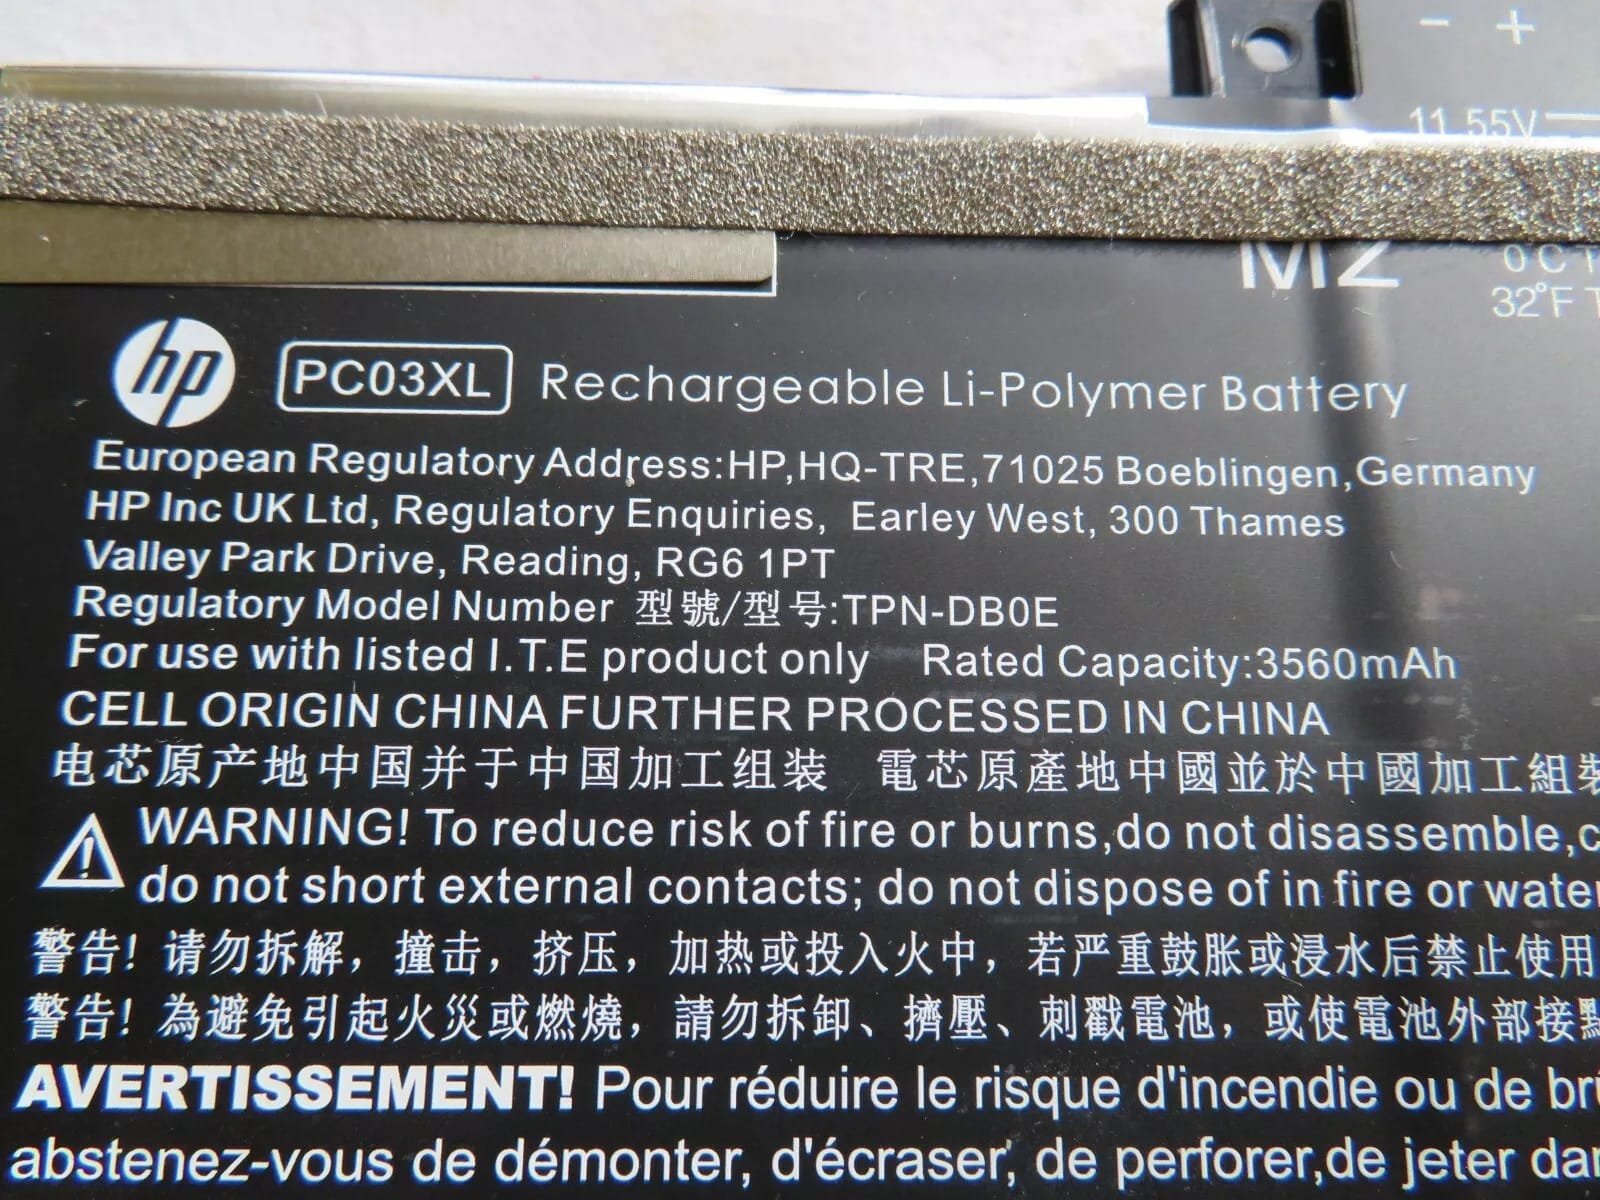 - +
11.55V
M2
0°C T
32°F T
hp PC03XL Rechargeable Li-Polymer Battery
European Regulatory Address:HP,HQ-TRE,71025 Boeblingen,Germany
HP Inc UK Ltd, Regulatory Enquiries, Earley West, 300 Thames
Valley Park Drive, Reading, RG6 1PT
Regulatory Model Number 型號/型号:TPN-DB0E
For use with listed I.T.E product only Rated Capacity:3560mAh
CELL ORIGIN CHINA FURTHER PROCESSED IN CHINA
电芯原产地中国并于中国加工组装 電芯原產地中國並於中國加工組裝
WARNING! To reduce risk of fire or burns,do not disassemble,c
do not short external contacts; do not dispose of in fire or water
警告! 请勿拆解，撞击，挤压，加热或投入火中，若严重鼓胀或浸水后禁止使用
警告! 為避免引起火災或燃燒，請勿拆卸、擠壓、刺戳電池，或使電池外部接點
AVERTISSEMENT! Pour réduire le risque d'incendie ou de brû
abstenez-vous de démonter, d'écraser, de perforer,de jeter dan